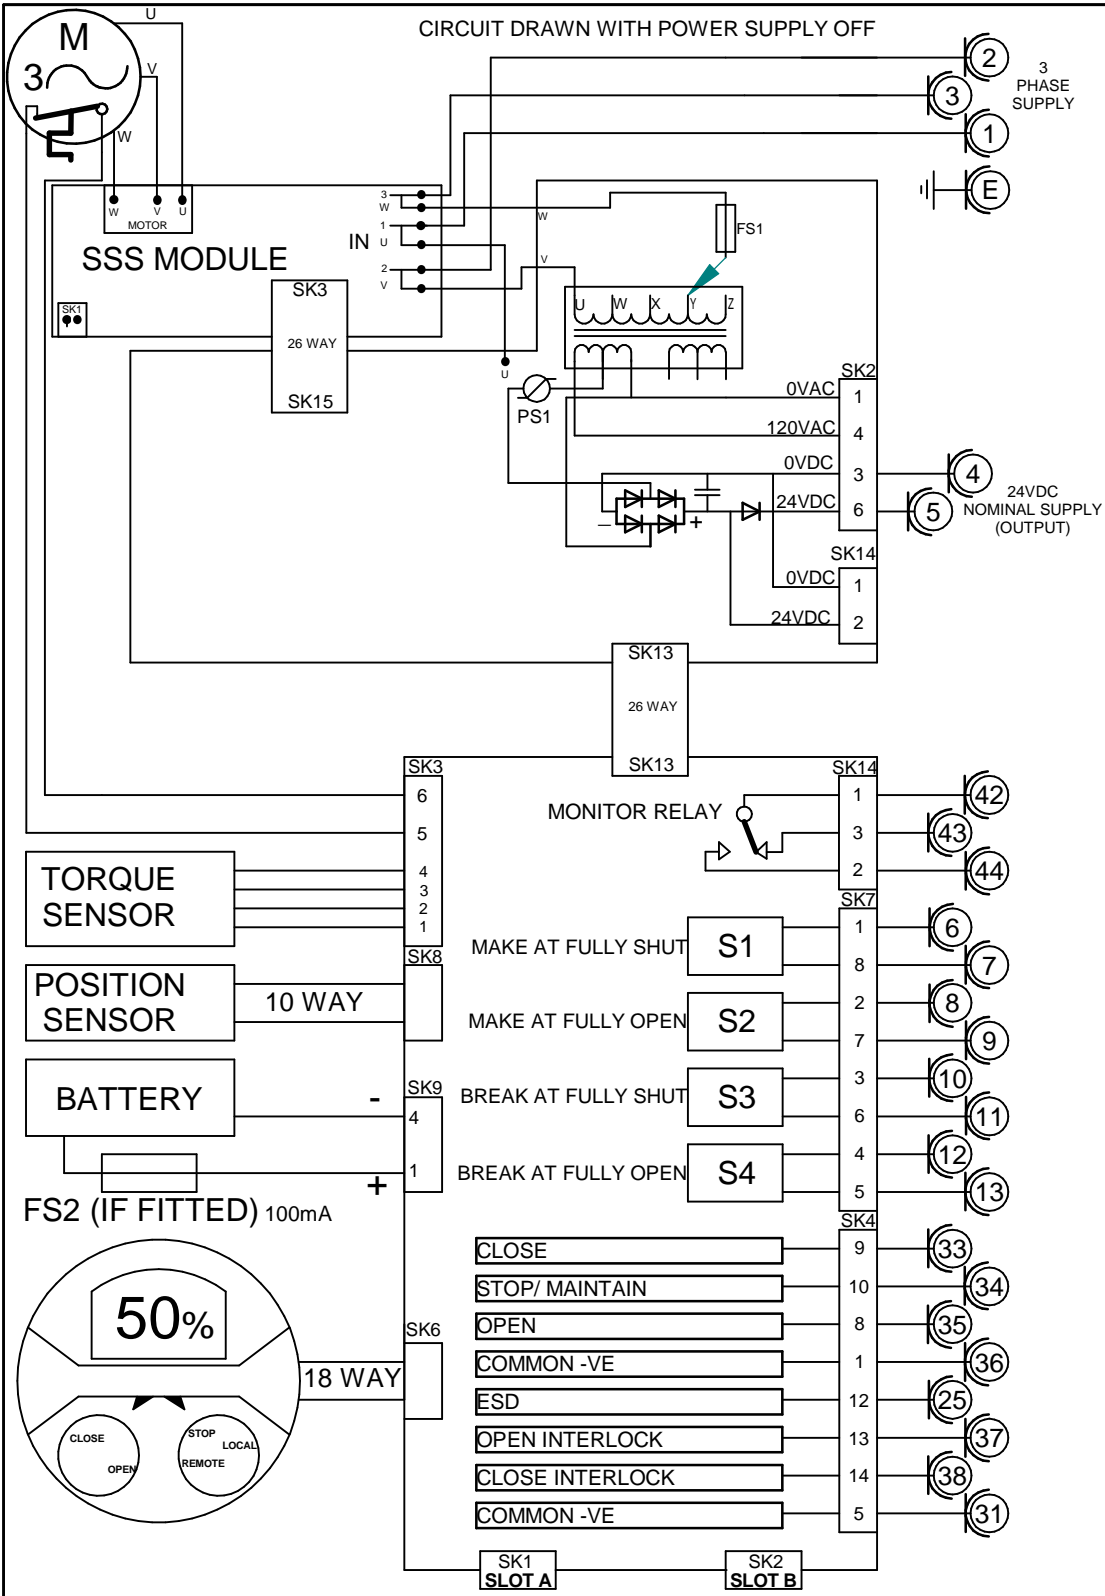 CIRCUIT DRAWN WITH POWER SUPPLY OFF
U
M
3
V
W
2
3
1
E
3
PHASE
SUPPLY
W V U
MOTOR
SSS MODULE
IN
3
W
1
U
2
V
SK1
SK3
26 WAY
SK15
W
V
U
FS1
U W X Y Z
PS1
SK2
0VAC 1
120VAC 4
0VDC 3
24VDC 6
4
5
24VDC
NOMINAL SUPPLY
(OUTPUT)
– +
SK14
0VDC 1
24VDC 2
SK13
26 WAY
SK13
SK3
6
5
4
3
2
1
TORQUE
SENSOR
SK8
POSITION
SENSOR
10 WAY
SK9
BATTERY
- 4
1
+
FS2 (IF FITTED) 100mA
50%
CLOSE
OPEN
STOP
LOCAL
REMOTE
SK6
18 WAY
MONITOR RELAY
SK14
1 42
3 43
2 44
SK7
MAKE AT FULLY SHUT S1
1 6
8 7
MAKE AT FULLY OPEN S2
2 8
7 9
BREAK AT FULLY SHUT S3
3 10
6 11
BREAK AT FULLY OPEN S4
4 12
5 13
SK4
CLOSE 9 33
STOP/ MAINTAIN 10 34
OPEN 8 35
COMMON -VE 1 36
ESD 12 25
OPEN INTERLOCK 13 37
CLOSE INTERLOCK 14 38
COMMON -VE 5 31
SK1
SLOT A
SK2
SLOT B